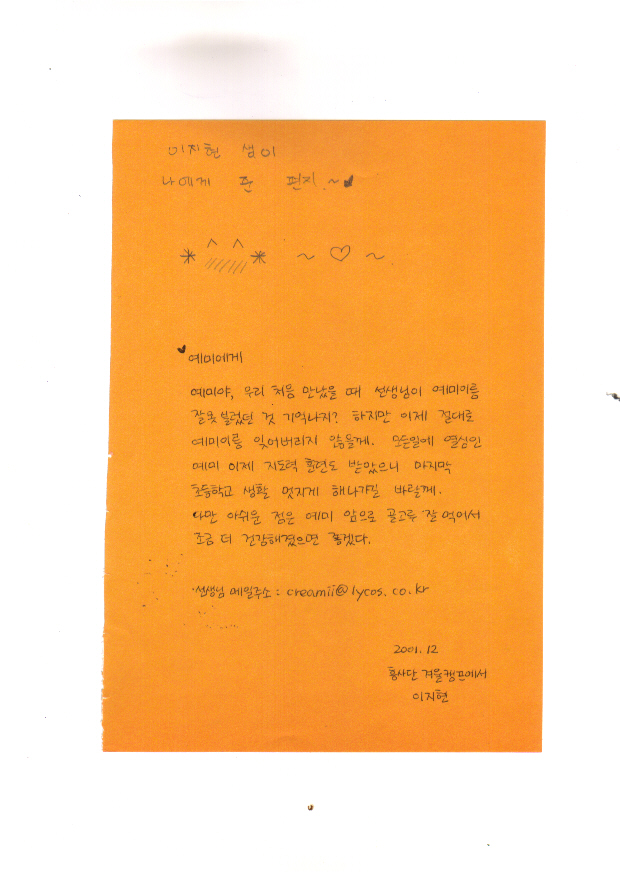 이지현 샘이
나에게 준 편지.~♥
* ^ ^ * ~ ♡ ~
♥예미에게
예미야, 우리 처음 만났을 때 선생님이 예미이름
잘못 불렀던 것 기억나지? 하지만 이제 절대로
예미이름 잊어버리지 않을께. 모든일에 열심인
예미 이제 지도력 훈련도 받았으니 마지막
초등학교 생활 멋지게 해나가길 바랄께.
다만 아쉬운 점은 예미 앞으로 골고루 잘 먹어서
조금 더 건강해졌으면 좋겠다.
선생님 메일주소 : creamii@lycos.co.kr
2001. 12
흥사단 겨울캠프에서
이지현